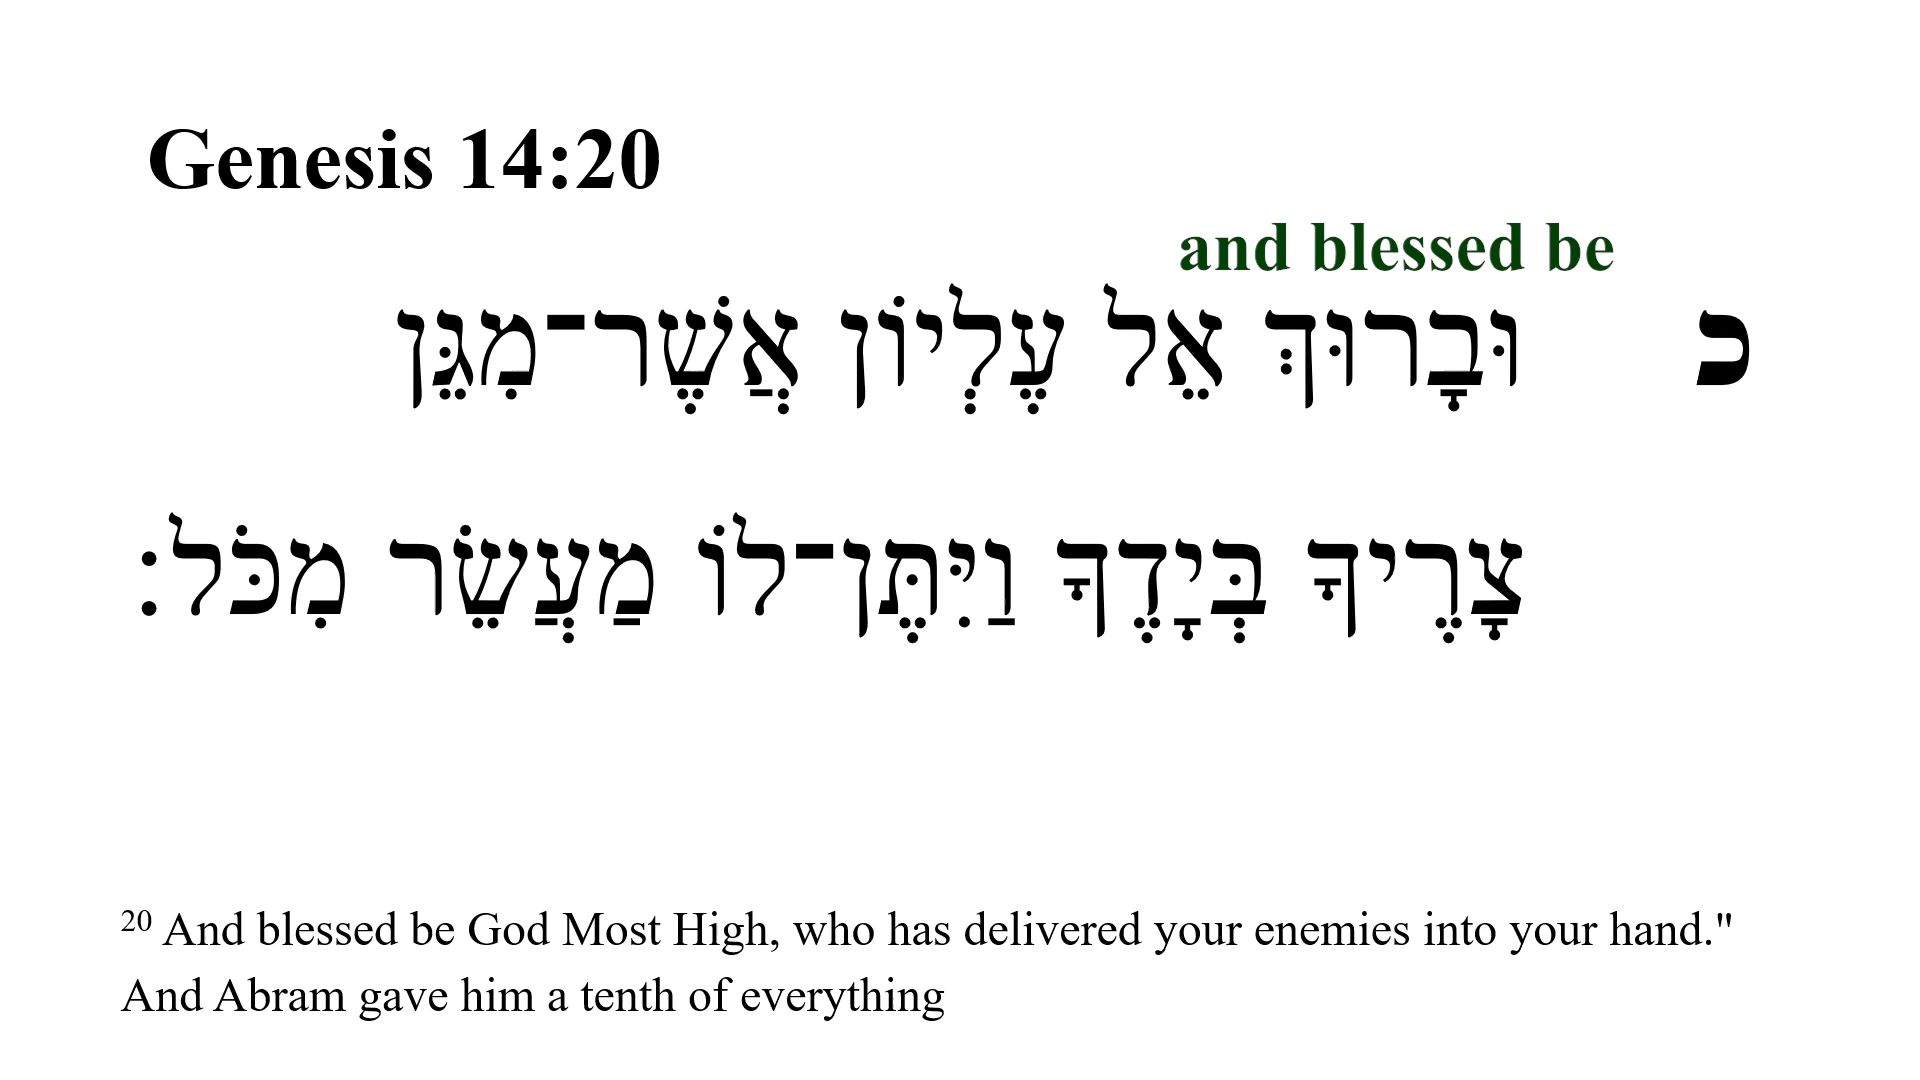 Genesis 14:20
and blessed be
כ וּבָרוּךְ אֵל עֶלְיוֹן אֲשֶׁר־מִגֵּן
צָרֶיךָ בְּיָדֶךָ וַיִּתֶּן־לוֹ מַעֲשֵׂר מִכֹּל׃
20 And blessed be God Most High, who has delivered your enemies into your hand."
And Abram gave him a tenth of everything